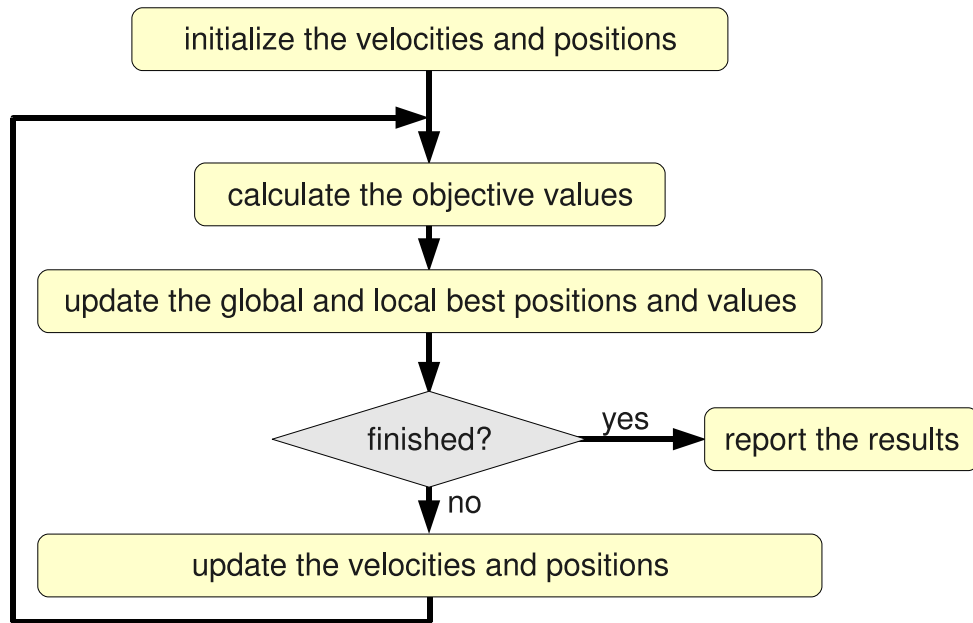 initialize the velocities and positions
calculate the objective values
update the global and local best positions and values
finished?
yes
report the results
no
update the velocities and positions